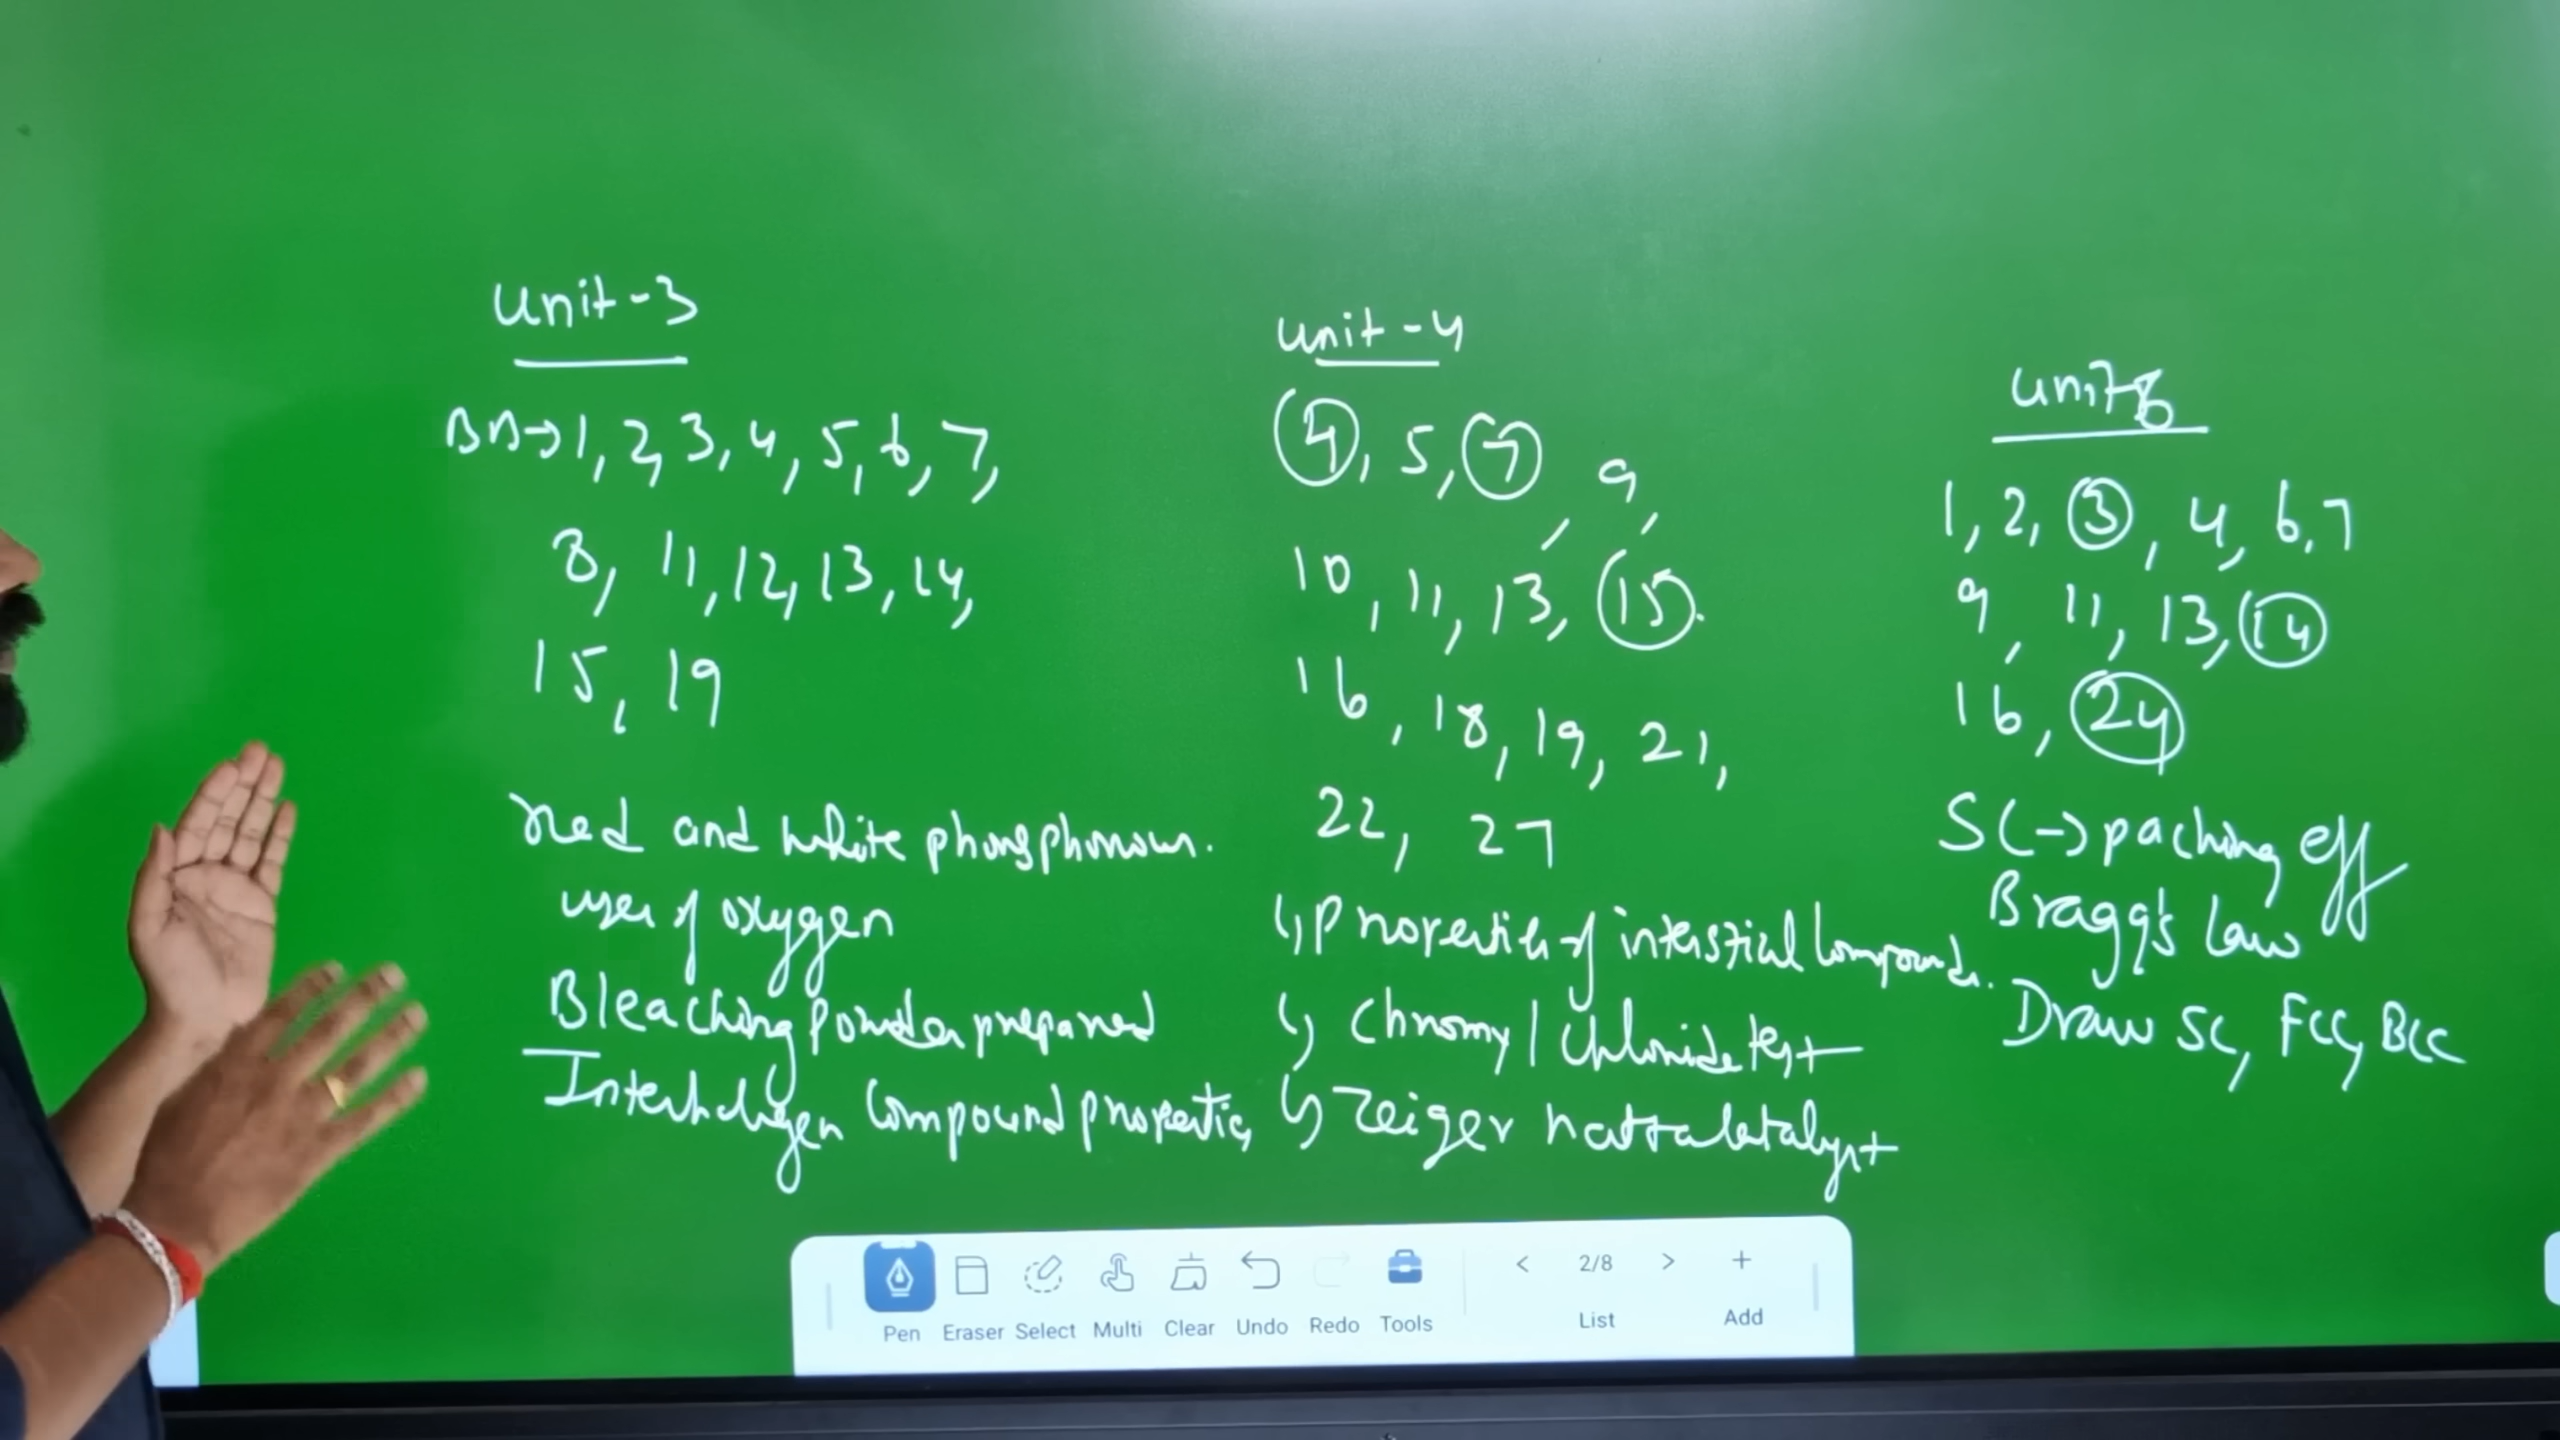 Unit-3
BB→1, 2, 3, 4, 5, 6, 7,
8, 11, 12, 13, 14,
15, 19
red and white phosphorous.
uses of oxygen
Bleaching Powder prepared
Interhalogen Compound properties
Unit-4
4, 5, 7, 9,
10, 11, 13, 15.
16, 18, 19, 21,
22, 27
↳ Properties of interstitial Compounds.
↳ Chromyl Chloride test
↳ Zeiger natta catalyst
Unit 6
1, 2, 3, 4, 6, 7
9, 11, 13, 14
16, 24
SC→ packing eff
Bragg's Law
Draw SC, FCC, BCC
Pen Eraser Select Multi Clear Undo Redo Tools
< 2/8 > +
List Add